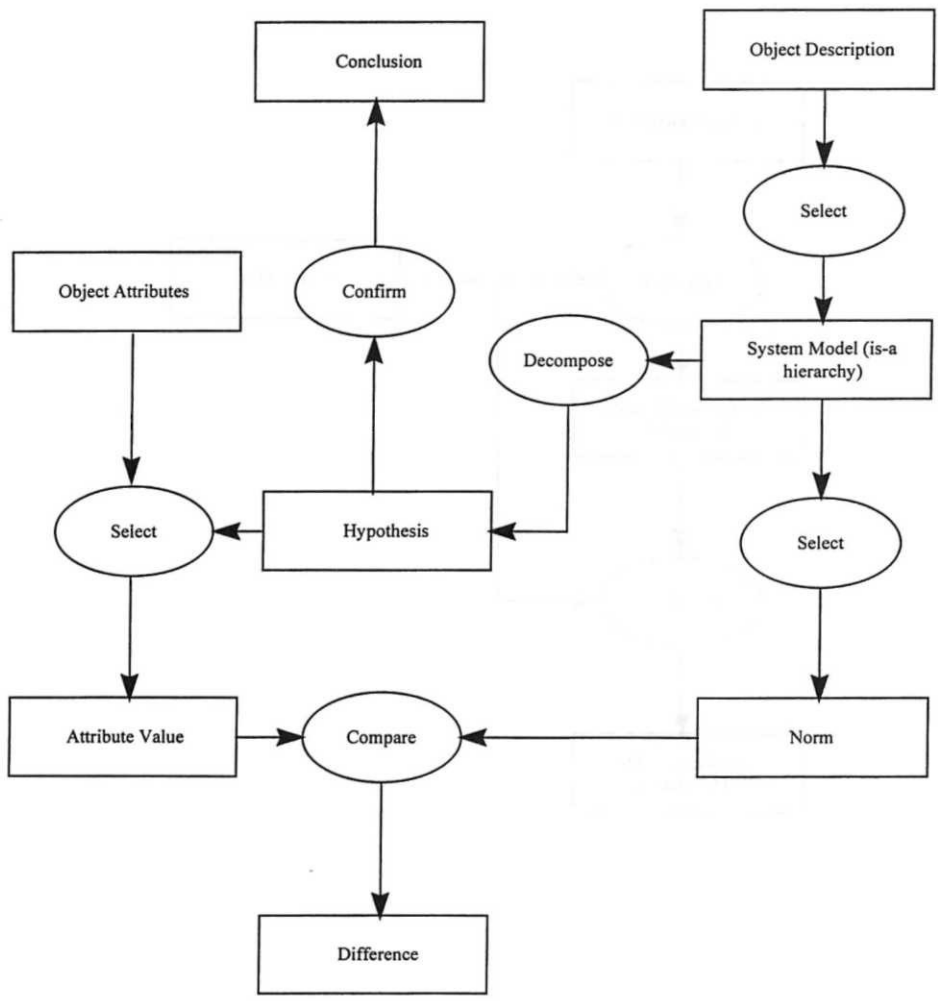 Conclusion
Object Description
Select
Object Attributes
Confirm
Decompose
System Model (is-a
hierarchy)
Select
Hypothesis
Select
Attribute Value
Compare
Norm
Difference